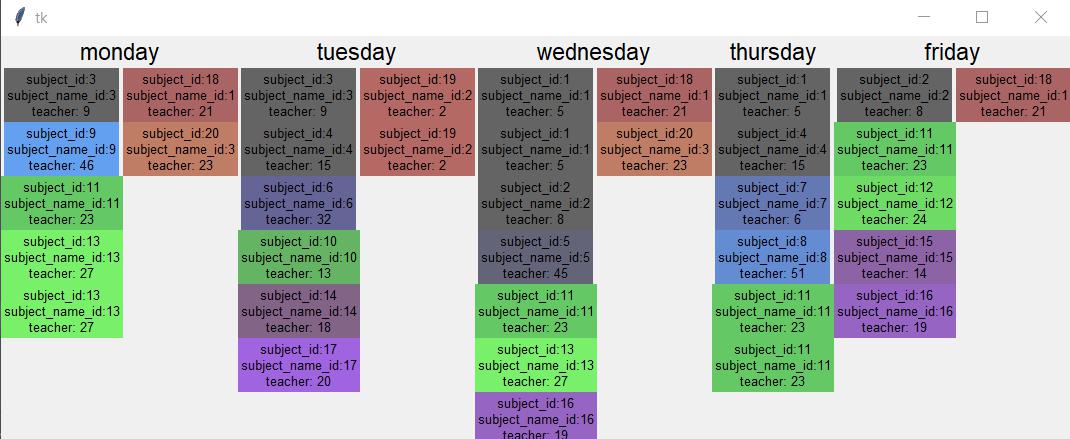 tk
monday
tuesday
wednesday
thursday
friday
subject_id:3
subject_name_id:3
teacher: 9
subject_id:18
subject_name_id:1
teacher: 21
subject_id:3
subject_name_id:3
teacher: 9
subject_id:19
subject_name_id:2
teacher: 2
subject_id:1
subject_name_id:1
teacher: 5
subject_id:18
subject_name_id:1
teacher: 21
subject_id:1
subject_name_id:1
teacher: 5
subject_id:2
subject_name_id:2
teacher: 8
subject_id:18
subject_name_id:1
teacher: 21
subject_id:9
subject_name_id:9
teacher: 46
subject_id:20
subject_name_id:3
teacher: 23
subject_id:4
subject_name_id:4
teacher: 15
subject_id:19
subject_name_id:2
teacher: 2
subject_id:1
subject_name_id:1
teacher: 5
subject_id:20
subject_name_id:3
teacher: 23
subject_id:4
subject_name_id:4
teacher: 15
subject_id:11
subject_name_id:11
teacher: 23
subject_id:11
subject_name_id:11
teacher: 23
subject_id:6
subject_name_id:6
teacher: 32
subject_id:2
subject_name_id:2
teacher: 8
subject_id:7
subject_name_id:7
teacher: 6
subject_id:12
subject_name_id:12
teacher: 24
subject_id:13
subject_name_id:13
teacher: 27
subject_id:10
subject_name_id:10
teacher: 13
subject_id:5
subject_name_id:5
teacher: 45
subject_id:8
subject_name_id:8
teacher: 51
subject_id:15
subject_name_id:15
teacher: 14
subject_id:13
subject_name_id:13
teacher: 27
subject_id:14
subject_name_id:14
teacher: 18
subject_id:11
subject_name_id:11
teacher: 23
subject_id:11
subject_name_id:11
teacher: 23
subject_id:16
subject_name_id:16
teacher: 19
subject_id:17
subject_name_id:17
teacher: 20
subject_id:13
subject_name_id:13
teacher: 27
subject_id:11
subject_name_id:11
teacher: 23
subject_id:16
subject_name_id:16
teacher: 19